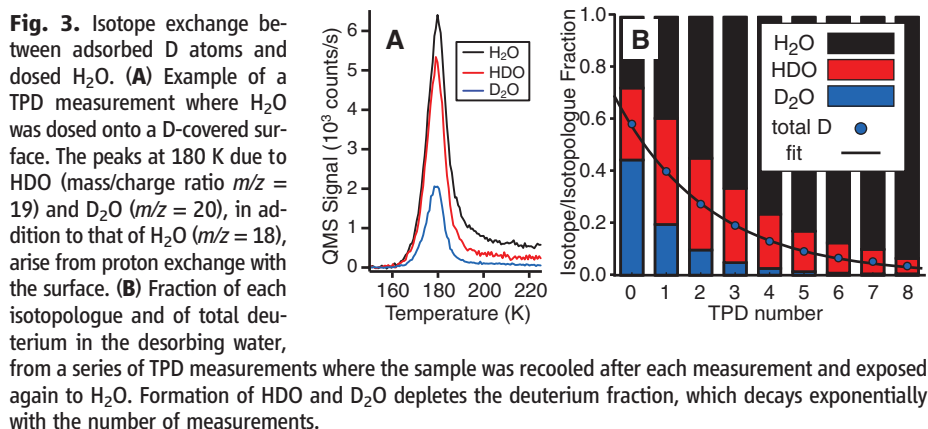 Fig. 3. Isotope exchange be-
tween adsorbed D atoms and
dosed H₂O. (A) Example of a
TPD measurement where H₂O
was dosed onto a D-covered sur-
face. The peaks at 180 K due to
HDO (mass/charge ratio m/z =
19) and D₂O (m/z = 20), in ad-
dition to that of H₂O (m/z = 18),
arise from proton exchange with
the surface. (B) Fraction of each
isotopologue and of total deu-
terium in the desorbing water,
from a series of TPD measurements where the sample was recooled after each measurement and exposed
again to H₂O. Formation of HDO and D₂O depletes the deuterium fraction, which decays exponentially
with the number of measurements.
A
H₂O
HDO
D₂O
QMS Signal (10³ counts/s)
6
5
4
3
2
1
0
160 180 200 220
Temperature (K)
B
H₂O
HDO
D₂O
total D
fit
Isotope/Isotopologue Fraction
1.0
0.8
0.6
0.4
0.2
0.0
0 1 2 3 4 5 6 7 8
TPD number